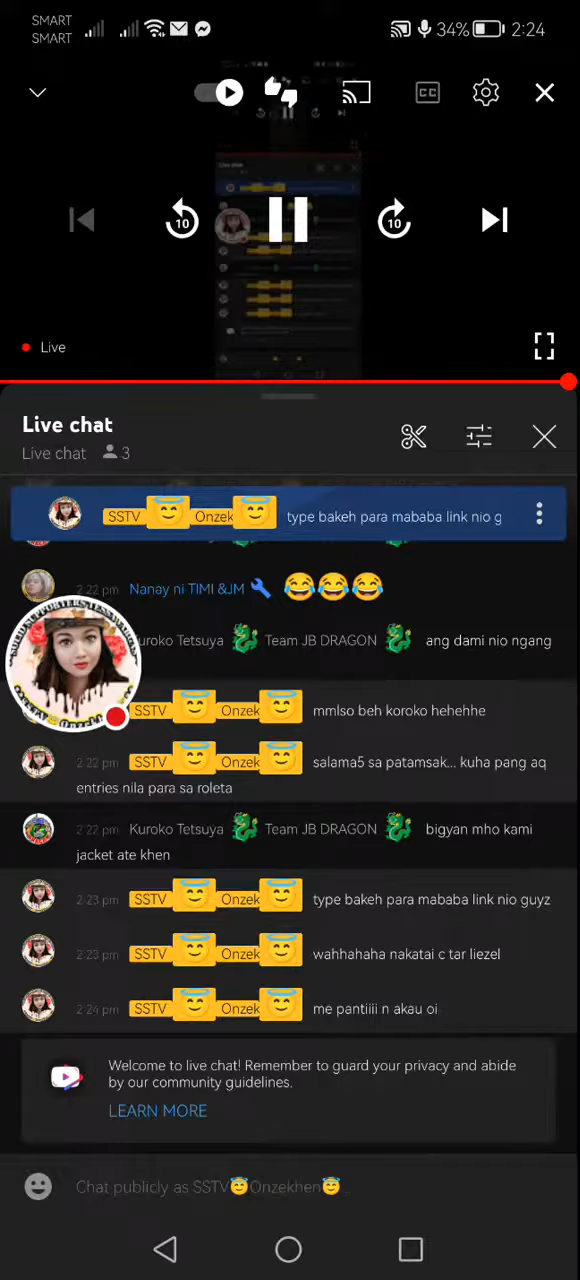 SMART
SMART
34% 2:24
CC
10
10
Live
Live chat
Live chat 3
SSTV😇Onzek😇 type bakeh para mababa link nio g
2:22 pm Nanay ni TIMI &JM 🔧 😂😂😂
uroko Tetsuya 🐉 Team JB DRAGON 🐉 ang dami nio ngang
SSTV😇Onzek😇 mmlso beh koroko hehehhe
2:22 pm SSTV😇Onzek😇 salama5 sa patamsak... kuha pang aq
entries nila para sa roleta
2:22 pm Kuroko Tetsuya 🐉 Team JB DRAGON 🐉 bigyan mho kami
jacket ate khen
2:23 pm SSTV😇Onzek😇 type bakeh para mababa link nio guyz
2:23 pm SSTV😇Onzek😇 wahhahaha nakatai c tar liezel
2:24 pm SSTV😇Onzek😇 me pantiiii n akau oi
Welcome to live chat! Remember to guard your privacy and abide
by our community guidelines.
LEARN MORE
Chat publicly as SSTV😇Onzekhen😇...